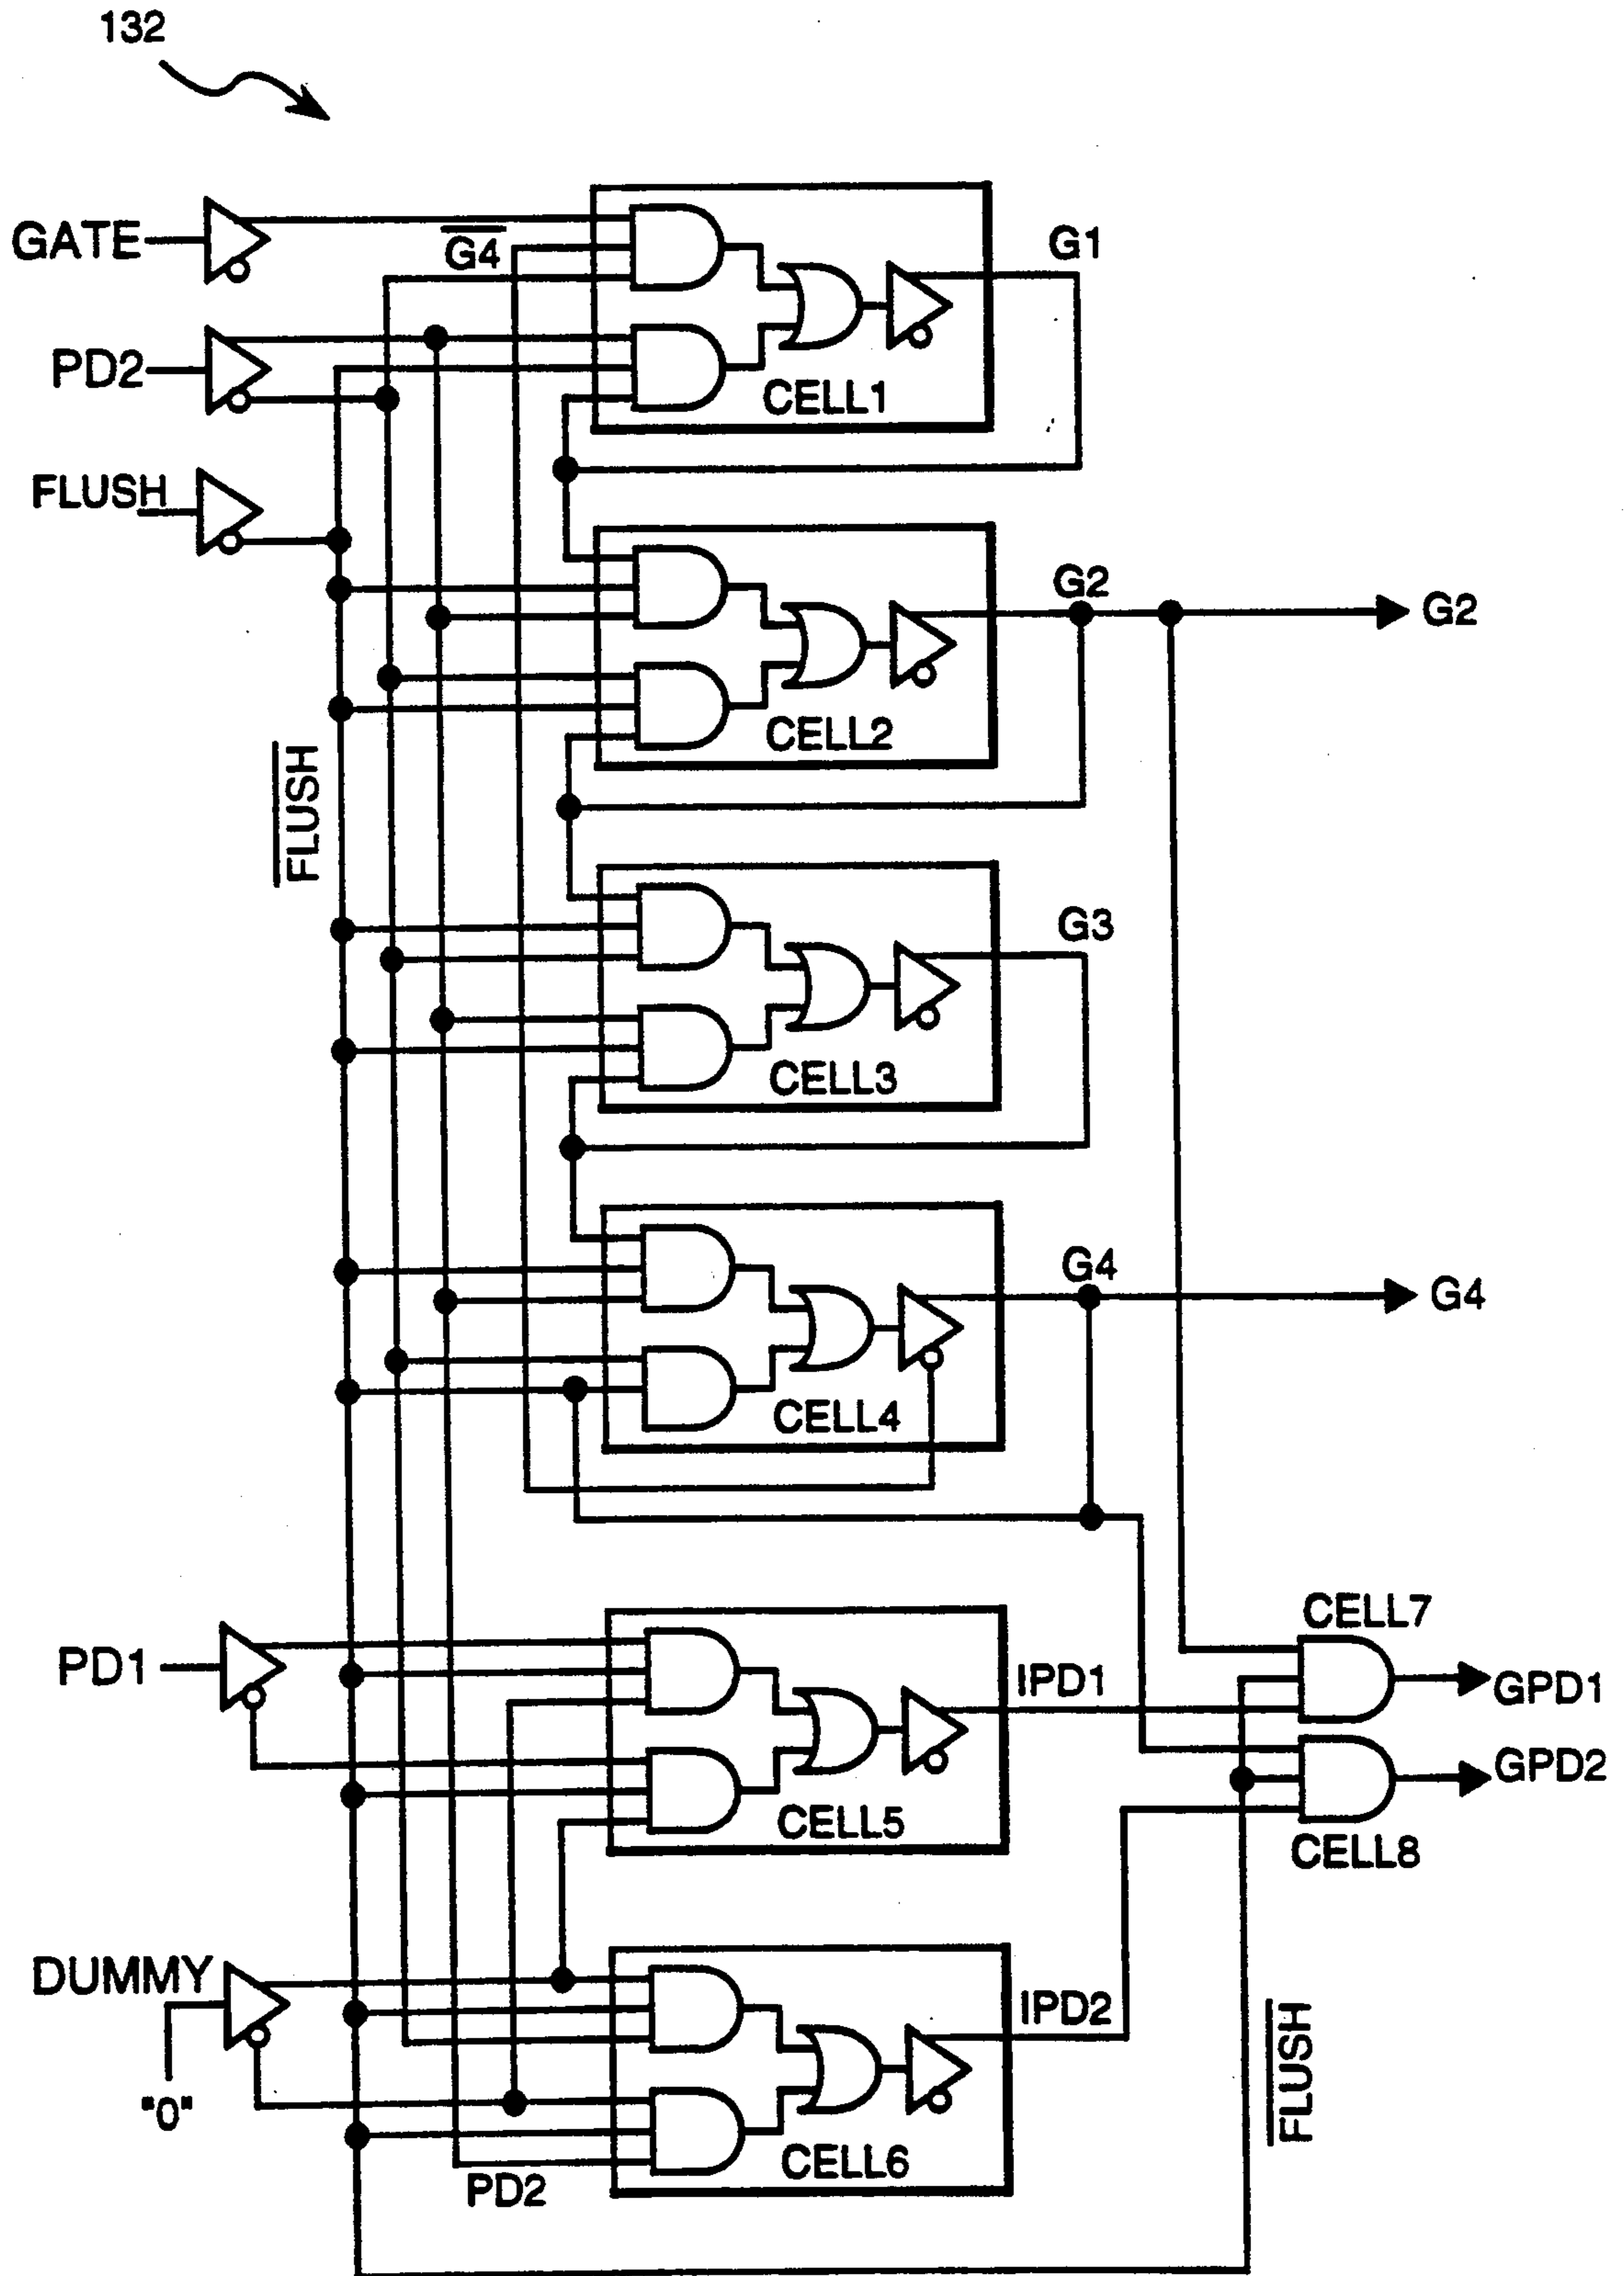 132
GATE
G4
G1
PD2
CELL1
FLUSH
G2
G2
CELL2
FLUSH
G3
CELL3
G4
G4
CELL4
CELL7
PD1
IPD1
GPD1
GPD2
CELL5
CELL8
DUMMY
IPD2
"0"
CELL6
FLUSH
PD2